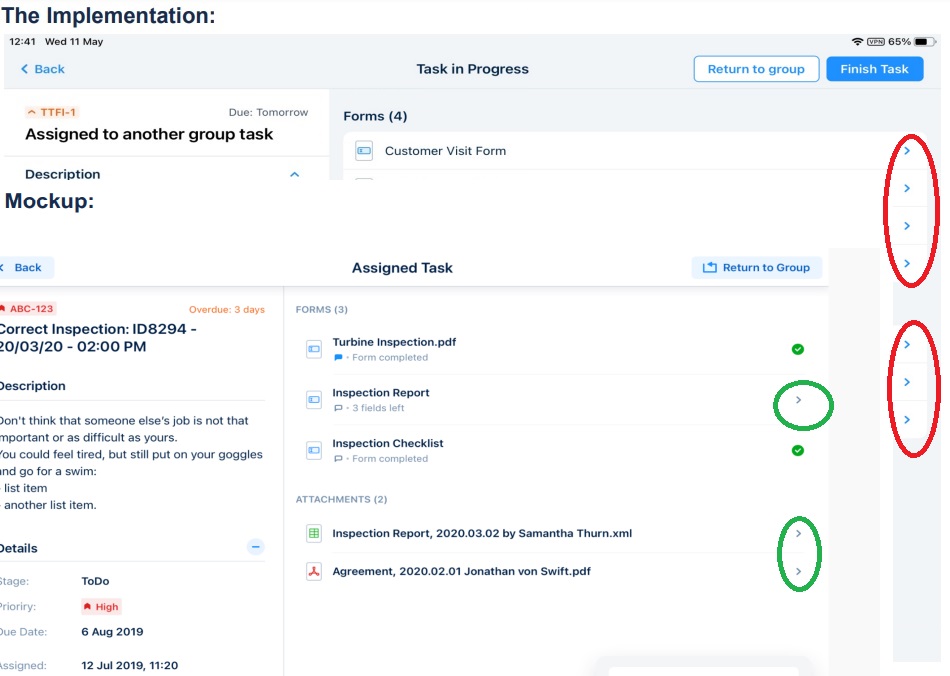 The Implementation:
12:41 Wed 11 May
VPN 65%
Back
Task in Progress
Return to group
Finish Task
TTFI-1
Due: Tomorrow
Assigned to another group task
Description
Forms (4)
Customer Visit Form
Mockup:
Back
Assigned Task
Return to Group
ABC-123
Overdue: 3 days
Correct Inspection: ID8294 -
20/03/20 - 02:00 PM
Description
Don't think that someone else's job is not that
important or as difficult as yours.
You could feel tired, but still put on your goggles
and go for a swim:
- list item
- another list item.
Details
Stage: ToDo
Prioriry: High
Due Date: 6 Aug 2019
Assigned: 12 Jul 2019, 11:20
FORMS (3)
Turbine Inspection.pdf
- Form completed
Inspection Report
- 3 fields left
Inspection Checklist
- Form completed
ATTACHMENTS (2)
Inspection Report, 2020.03.02 by Samantha Thurn.xml
Agreement, 2020.02.01 Jonathan von Swift.pdf